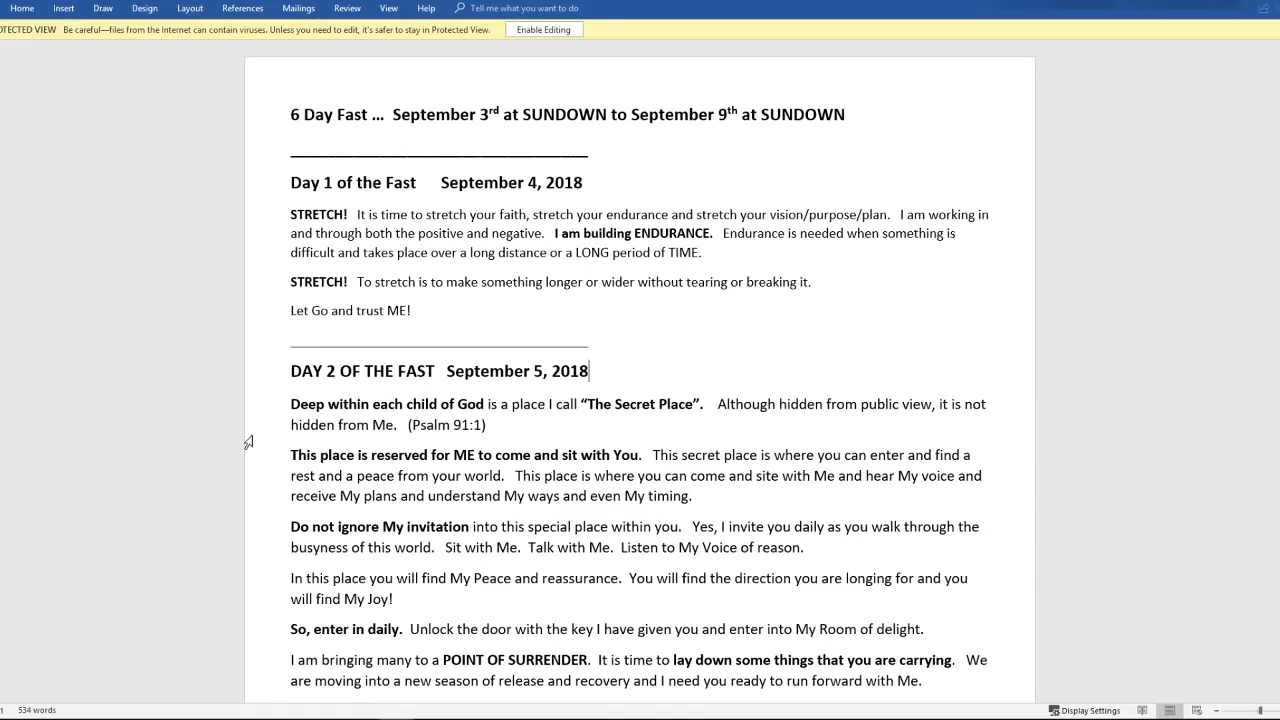 Home Insert Draw Design Layout References Mailings Review View Help Tell me what you want to do
OTECTED VIEW Be careful—files from the Internet can contain viruses. Unless you need to edit, it's safer to stay in Protected View. Enable Editing
6 Day Fast ... September 3rd at SUNDOWN to September 9th at SUNDOWN
Day 1 of the Fast September 4, 2018
STRETCH! It is time to stretch your faith, stretch your endurance and stretch your vision/purpose/plan. I am working in
and through both the positive and negative. I am building ENDURANCE. Endurance is needed when something is
difficult and takes place over a long distance or a LONG period of TIME.
STRETCH! To stretch is to make something longer or wider without tearing or breaking it.
Let Go and trust ME!
DAY 2 OF THE FAST September 5, 2018
Deep within each child of God is a place I call “The Secret Place”. Although hidden from public view, it is not
hidden from Me. (Psalm 91:1)
This place is reserved for ME to come and sit with You. This secret place is where you can enter and find a
rest and a peace from your world. This place is where you can come and site with Me and hear My voice and
receive My plans and understand My ways and even My timing.
Do not ignore My invitation into this special place within you. Yes, I invite you daily as you walk through the
busyness of this world. Sit with Me. Talk with Me. Listen to My Voice of reason.
In this place you will find My Peace and reassurance. You will find the direction you are longing for and you
will find My Joy!
So, enter in daily. Unlock the door with the key I have given you and enter into My Room of delight.
I am bringing many to a POINT OF SURRENDER. It is time to lay down some things that you are carrying. We
are moving into a new season of release and recovery and I need you ready to run forward with Me.
1 534 words Display Settings